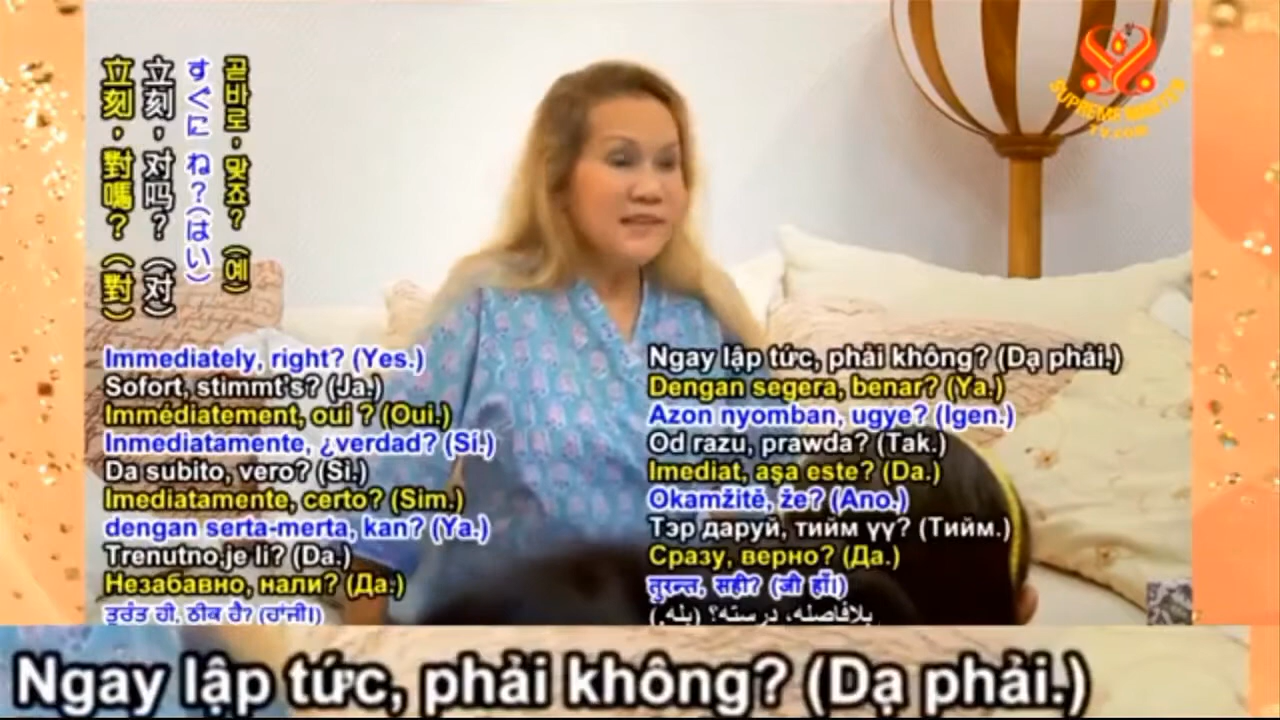 立刻，對嗎？（對）
立刻，对吗？（对）
すぐに ね？(はい)
곧바로, 맞죠? (예)
SUPREME MASTER
TV.com
Immediately, right? (Yes.)
Sofort, stimmt's? (Ja.)
Immédiatement, oui ? (Oui.)
Inmediatamente, ¿verdad? (Sí.)
Da subito, vero? (Sì.)
Imediatamente, certo? (Sim.)
dengan serta-merta, kan? (Ya.)
Trenutno,je li? (Da.)
Незабавно, нали? (Да.)
ਤੁਰੰਤ ਹੀ, ਠੀਕ ਹੈ? (ਹਾਂਜੀ।)
Ngay lập tức, phải không? (Dạ phải.)
Dengan segera, benar? (Ya.)
Azon nyomban, ugye? (Igen.)
Od razu, prawda? (Tak.)
Imediat, aşa este? (Da.)
Okamžitě, že? (Ano.)
Тэр даруй, тийм үү? (Тийм.)
Сразу, верно? (Да.)
तुरन्त, सही? (जी हाँ।)
بلافاصله، درسته؟ (بله.)
Ngay lập tức, phải không? (Dạ phải.)